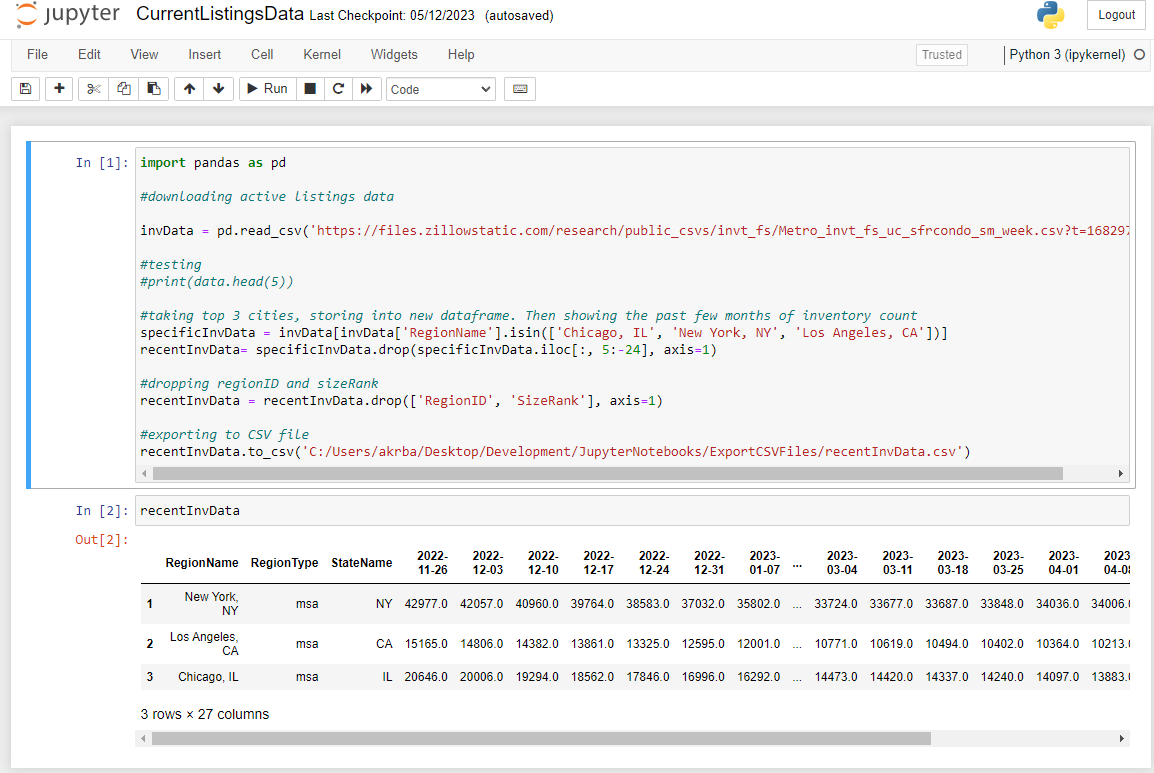 jupyter CurrentListingsData Last Checkpoint: 05/12/2023 (autosaved)
Logout
File Edit View Insert Cell Kernel Widgets Help
Trusted Python 3 (ipykernel)
Run Code
In [1]:
import pandas as pd
#downloading active listings data
invData = pd.read_csv('https://files.zillowstatic.com/research/public_csvs/invt_fs/Metro_invt_fs_uc_sfrcondo_sm_week.csv?t=168297
#testing
#print(data.head(5))
#taking top 3 cities, storing into new dataframe. Then showing the past few months of inventory count
specificInvData = invData[invData['RegionName'].isin(['Chicago, IL', 'New York, NY', 'Los Angeles, CA'])]
recentInvData= specificInvData.drop(specificInvData.iloc[:, 5:-24], axis=1)
#dropping regionID and sizeRank
recentInvData = recentInvData.drop(['RegionID', 'SizeRank'], axis=1)
#exporting to CSV file
recentInvData.to_csv('C:/Users/akrba/Desktop/Development/JupyterNotebooks/ExportCSVFiles/recentInvData.csv')
In [2]: recentInvData
Out[2]:
RegionName RegionType StateName 2022-11-26 2022-12-03 2022-12-10 2022-12-17 2022-12-24 2022-12-31 2023-01-07 ... 2023-03-04 2023-03-11 2023-03-18 2023-03-25 2023-04-01 2023-04-08
1 New York, NY msa NY 42977.0 42057.0 40960.0 39764.0 38583.0 37032.0 35802.0 ... 33724.0 33677.0 33687.0 33848.0 34036.0 34006.0
2 Los Angeles, CA msa CA 15165.0 14806.0 14382.0 13861.0 13325.0 12595.0 12001.0 ... 10771.0 10619.0 10494.0 10402.0 10364.0 10213.0
3 Chicago, IL msa IL 20646.0 20006.0 19294.0 18562.0 17846.0 16996.0 16292.0 ... 14473.0 14420.0 14337.0 14240.0 14097.0 13883.0
3 rows × 27 columns